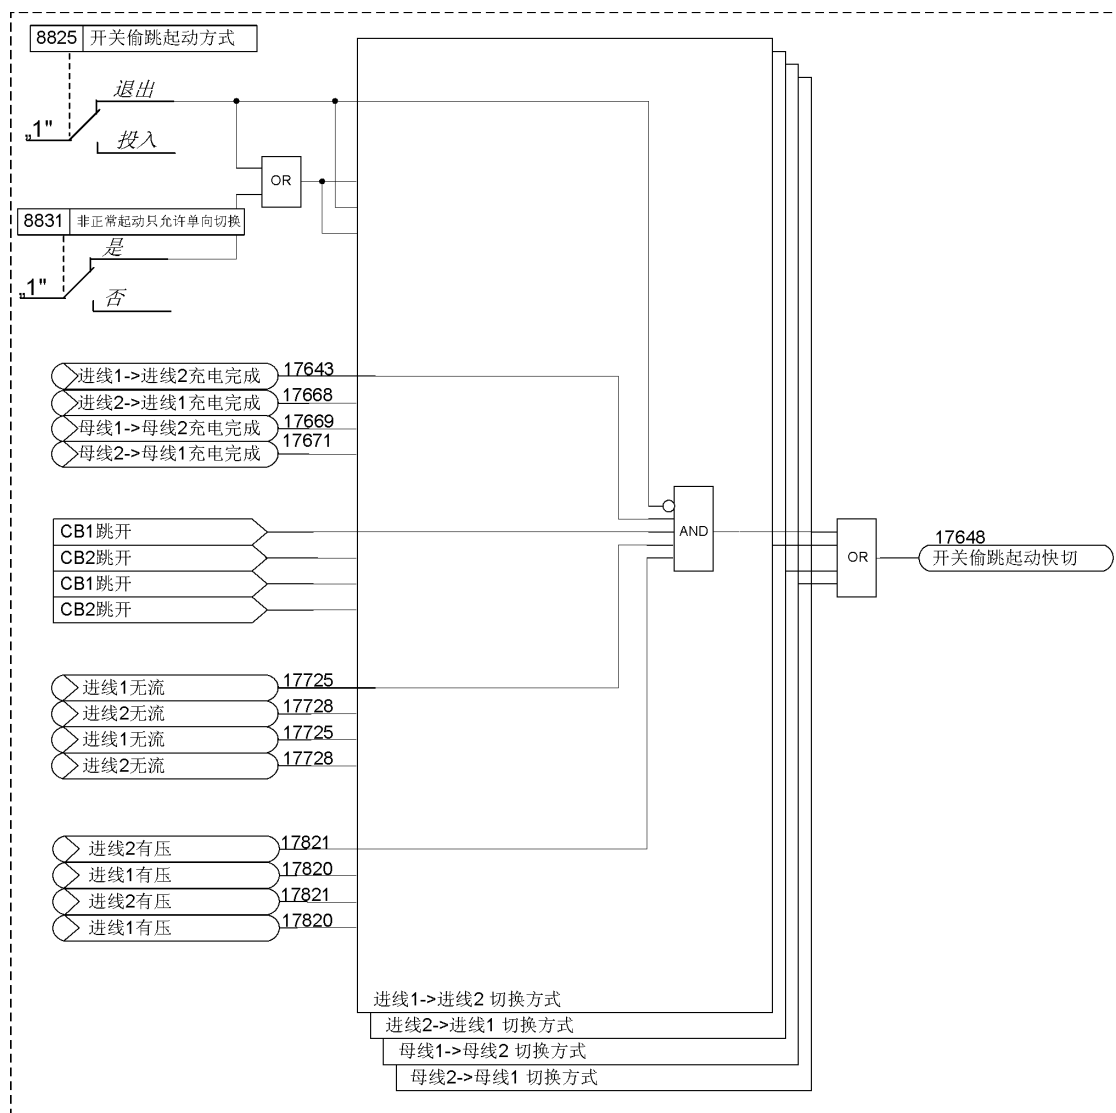 8825 开关偷跳起动方式
退出
„1"
投入
OR
8831 非正常起动只允许单向切换
是
„1"
否
进线1->进线2充电完成 17643
进线2->进线1充电完成 17668
母线1->母线2充电完成 17669
母线2->母线1充电完成 17671
CB1跳开
CB2跳开
CB1跳开
CB2跳开
AND
OR
17648
开关偷跳起动快切
进线1无流 17725
进线2无流 17728
进线1无流 17725
进线2无流 17728
进线2有压 17821
进线1有压 17820
进线2有压 17821
进线1有压 17820
进线1->进线2 切换方式
进线2->进线1 切换方式
母线1->母线2 切换方式
母线2->母线1 切换方式